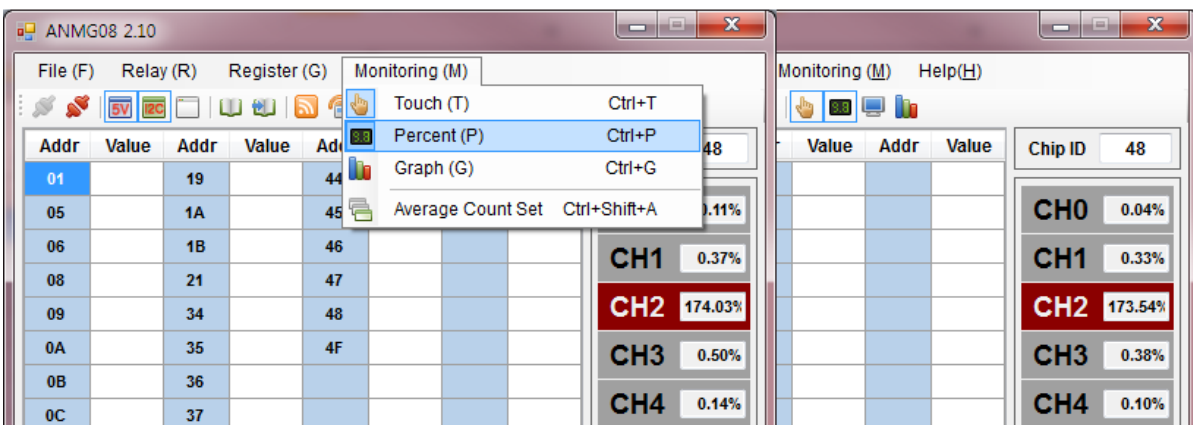 ANMG08 2.10
File (F) Relay (R) Register (G) Monitoring (M)
Monitoring (M) Help(H)
5V I2C
Touch (T) Ctrl+T
Percent (P) Ctrl+P
Graph (G) Ctrl+G
Average Count Set Ctrl+Shift+A
Addr Value Addr Value Ad 48 Value Addr Value Chip ID 48
01 19 44
05 1A 45 0.11% CH0 0.04%
06 1B 46 CH1 0.37% CH1 0.33%
08 21 47
09 34 48 CH2 174.03% CH2 173.54%
0A 35 4F CH3 0.50% CH3 0.38%
0B 36
0C 37 CH4 0.14% CH4 0.10%